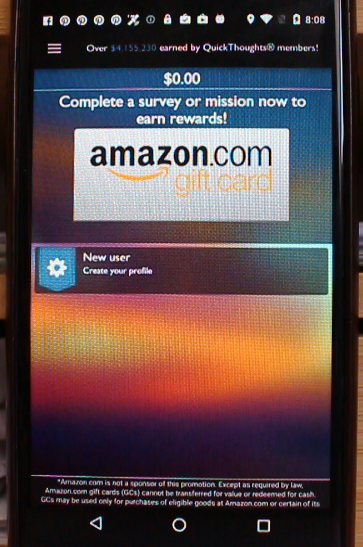 8:08
Over $4,155,230 earned by QuickThoughts® members!
$0.00
Complete a survey or mission now to
earn rewards!
amazon.com
gift card
New user
Create your profile
*Amazon.com is not a sponsor of this promotion. Except as required by law,
Amazon.com gift cards (GCs) cannot be transferred for value or redeemed for cash.
GCs may be used only for purchases of eligible goods at Amazon.com or certain of its